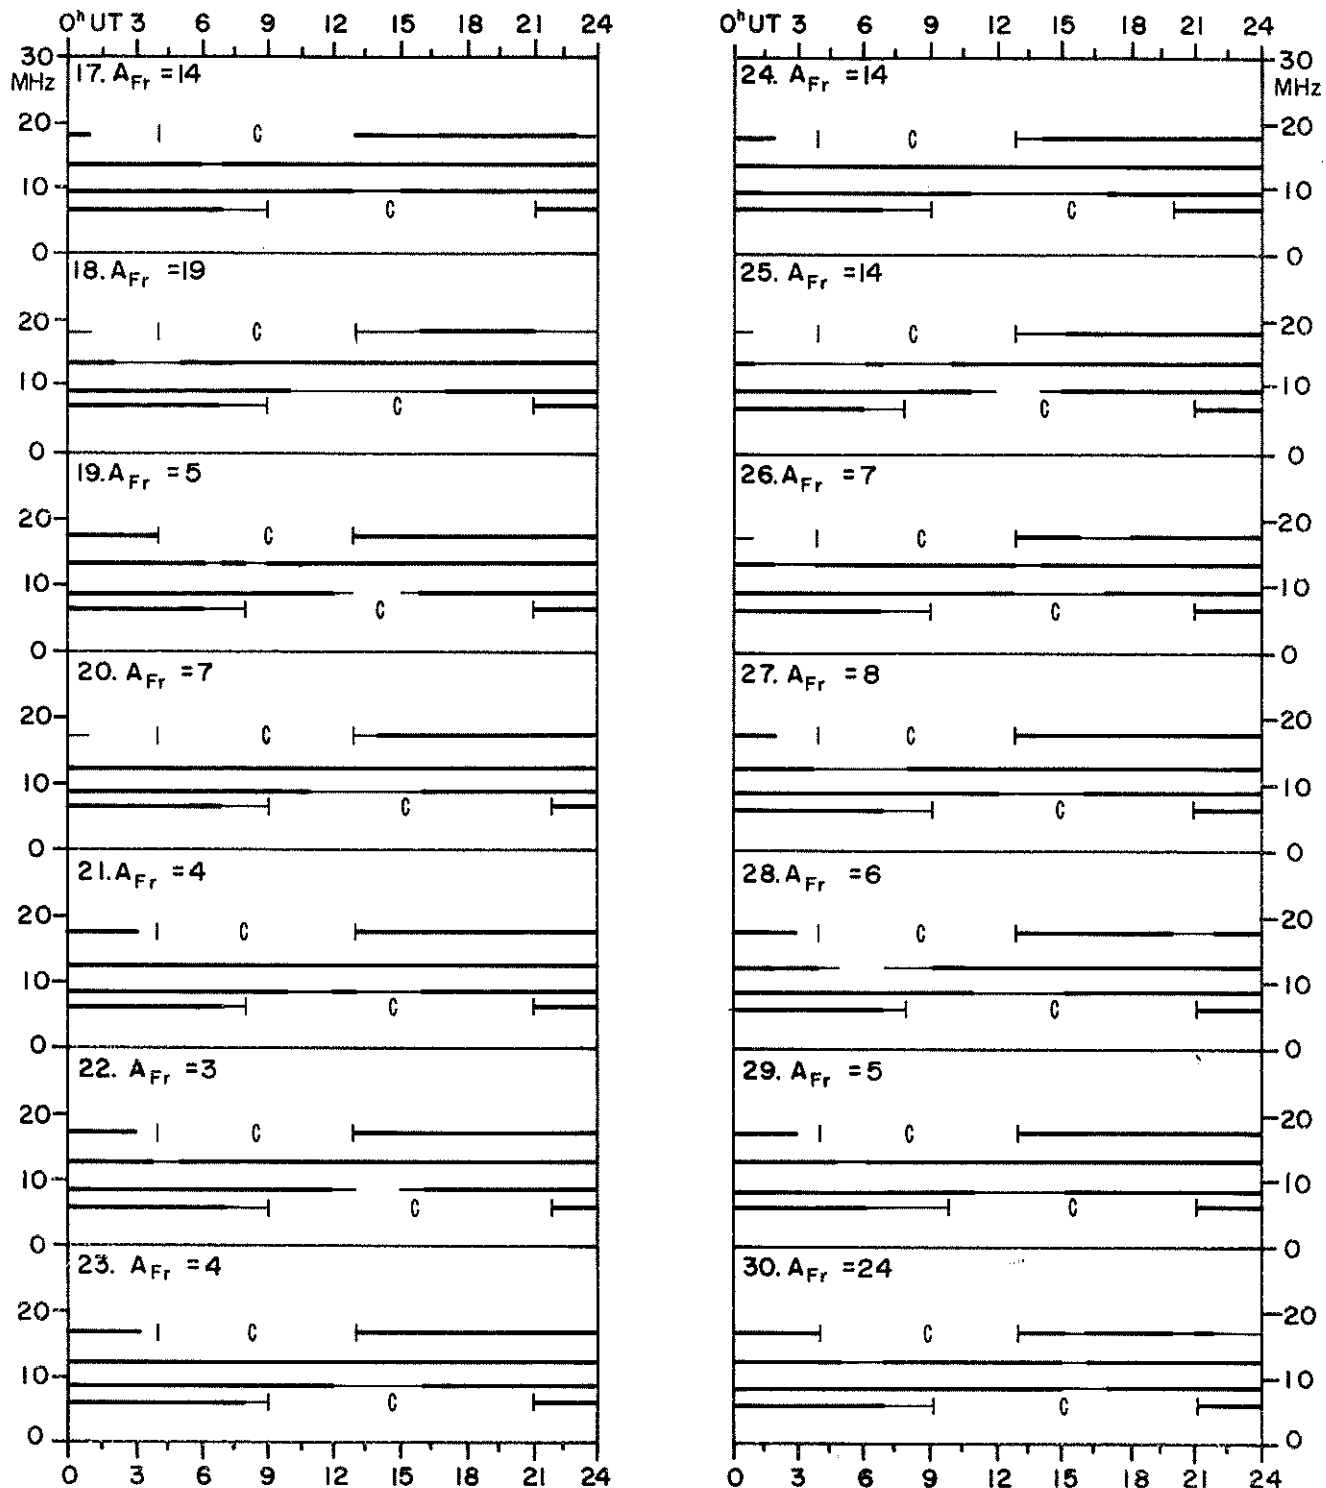 0ʰ UT 3 6 9 12 15 18 21 24
30
MHz
17. A_Fr = 14
20
C
10
C
0
18. A_Fr = 19
20
C
10
C
0
19. A_Fr = 5
20
C
10
C
0
20. A_Fr = 7
20
C
10
C
0
21. A_Fr = 4
20
C
10
C
0
22. A_Fr = 3
20
C
10
C
0
23. A_Fr = 4
20
C
10
C
0
0 3 6 9 12 15 18 21 24
0ʰ UT 3 6 9 12 15 18 21 24
30
MHz
24. A_Fr = 14
20
C
10
C
0
25. A_Fr = 14
20
C
10
C
0
26. A_Fr = 7
20
C
10
C
0
27. A_Fr = 8
20
C
10
C
0
28. A_Fr = 6
20
C
10
C
0
29. A_Fr = 5
20
C
10
C
0
30. A_Fr = 24
20
C
10
C
0
0 3 6 9 12 15 18 21 24